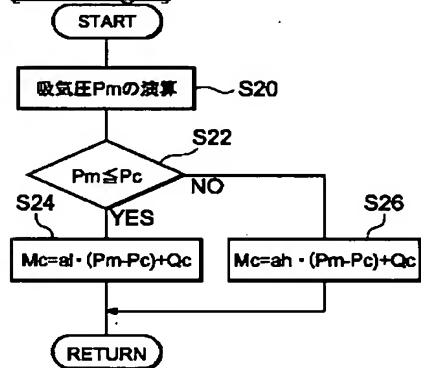 START
吸気圧Pmの演算
S20
S22
Pm≦Pc
NO
YES
S24
Mc=al・(Pm-Pc)+Qc
S26
Mc=ah・(Pm-Pc)+Qc
RETURN